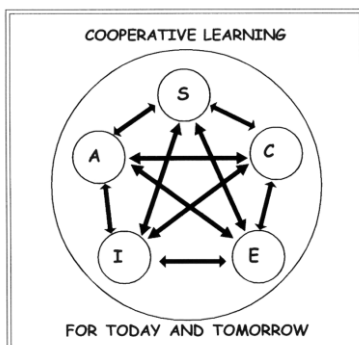 COOPERATIVE LEARNING
S
A
C
I
E
FOR TODAY AND TOMORROW